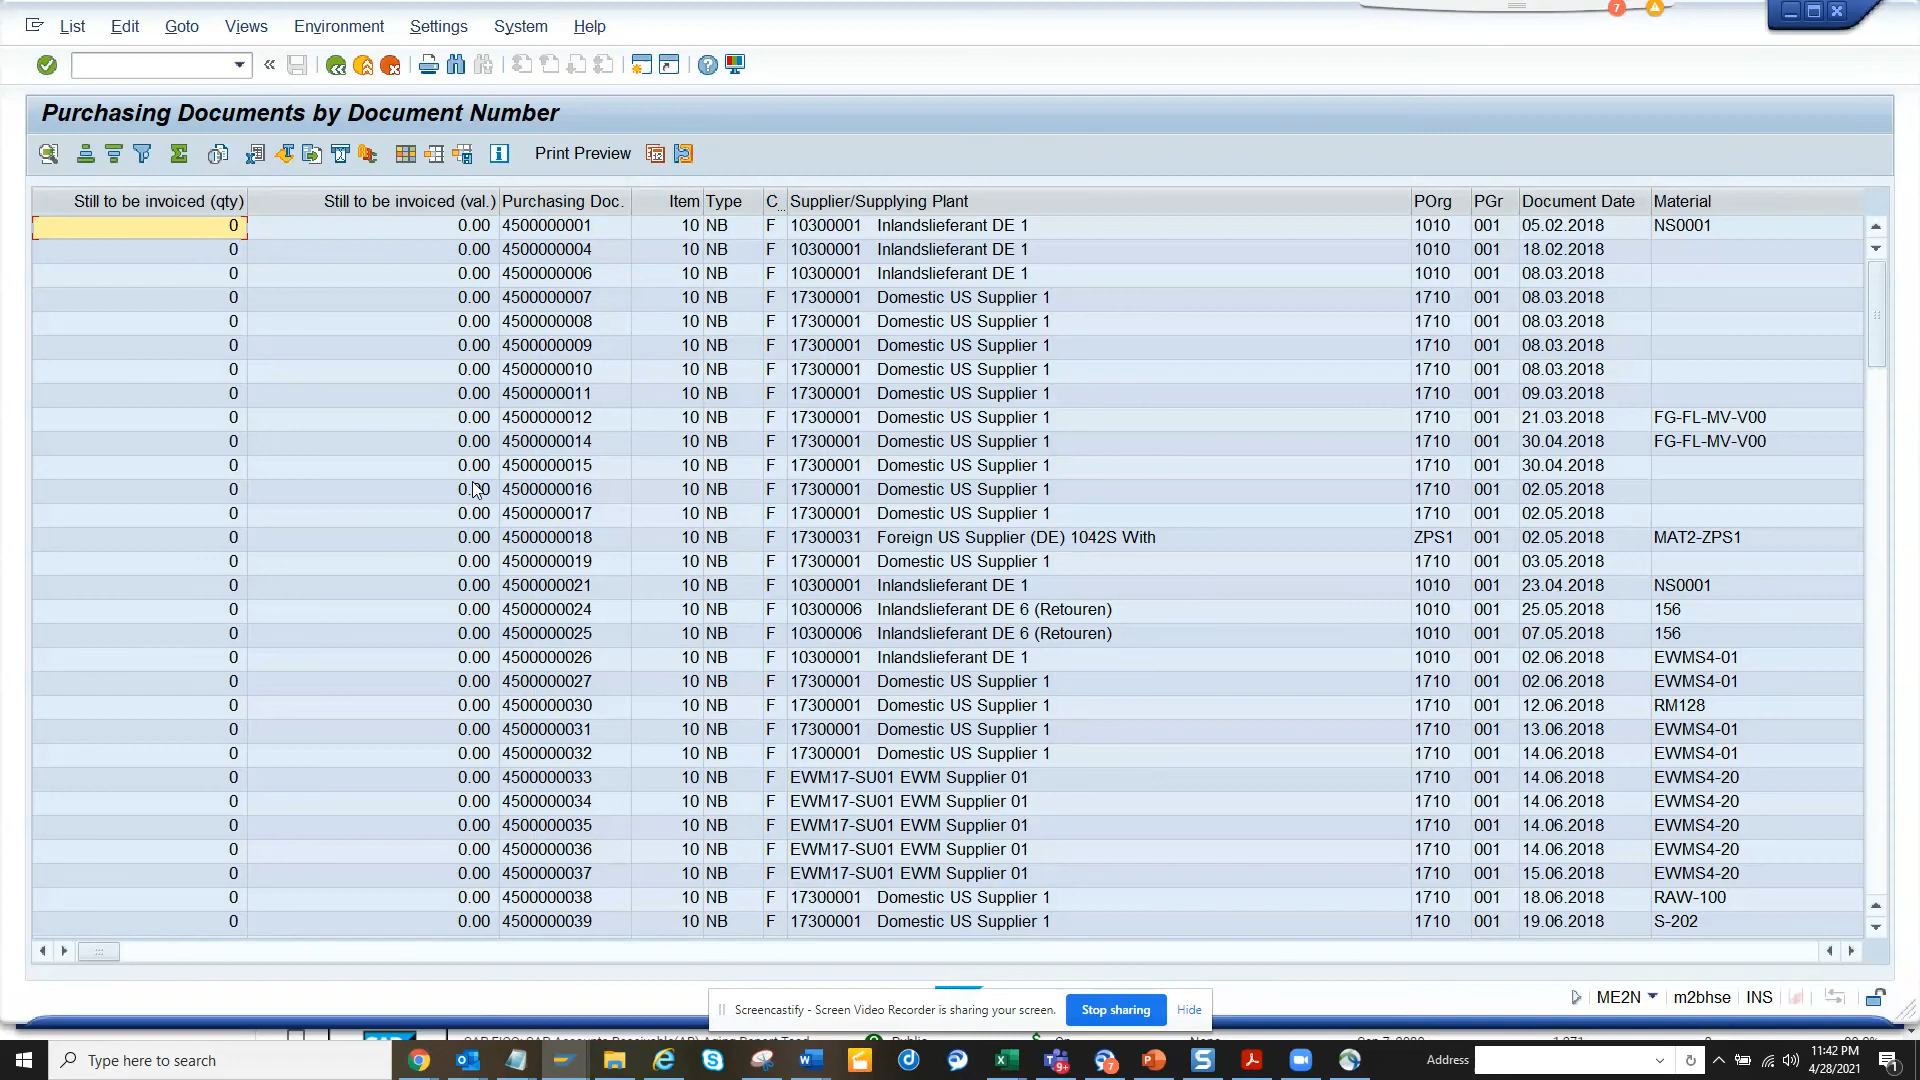 7
List Edit Goto Views Environment Settings System Help
Purchasing Documents by Document Number
Print Preview
Still to be invoiced (qty) Still to be invoiced (val.) Purchasing Doc. Item Type C.. Supplier/Supplying Plant POrg PGr Document Date Material
0 0.00 4500000001 10 NB F 10300001 Inlandslieferant DE 1 1010 001 05.02.2018 NS0001
0 0.00 4500000004 10 NB F 10300001 Inlandslieferant DE 1 1010 001 18.02.2018
0 0.00 4500000006 10 NB F 10300001 Inlandslieferant DE 1 1010 001 08.03.2018
0 0.00 4500000007 10 NB F 17300001 Domestic US Supplier 1 1710 001 08.03.2018
0 0.00 4500000008 10 NB F 17300001 Domestic US Supplier 1 1710 001 08.03.2018
0 0.00 4500000009 10 NB F 17300001 Domestic US Supplier 1 1710 001 08.03.2018
0 0.00 4500000010 10 NB F 17300001 Domestic US Supplier 1 1710 001 08.03.2018
0 0.00 4500000011 10 NB F 17300001 Domestic US Supplier 1 1710 001 09.03.2018
0 0.00 4500000012 10 NB F 17300001 Domestic US Supplier 1 1710 001 21.03.2018 FG-FL-MV-V00
0 0.00 4500000014 10 NB F 17300001 Domestic US Supplier 1 1710 001 30.04.2018 FG-FL-MV-V00
0 0.00 4500000015 10 NB F 17300001 Domestic US Supplier 1 1710 001 30.04.2018
0 0.00 4500000016 10 NB F 17300001 Domestic US Supplier 1 1710 001 02.05.2018
0 0.00 4500000017 10 NB F 17300001 Domestic US Supplier 1 1710 001 02.05.2018
0 0.00 4500000018 10 NB F 17300031 Foreign US Supplier (DE) 1042S With ZPS1 001 02.05.2018 MAT2-ZPS1
0 0.00 4500000019 10 NB F 17300001 Domestic US Supplier 1 1710 001 03.05.2018
0 0.00 4500000021 10 NB F 10300001 Inlandslieferant DE 1 1010 001 23.04.2018 NS0001
0 0.00 4500000024 10 NB F 10300006 Inlandslieferant DE 6 (Retouren) 1010 001 25.05.2018 156
0 0.00 4500000025 10 NB F 10300006 Inlandslieferant DE 6 (Retouren) 1010 001 07.05.2018 156
0 0.00 4500000026 10 NB F 10300001 Inlandslieferant DE 1 1010 001 02.06.2018 EWMS4-01
0 0.00 4500000027 10 NB F 17300001 Domestic US Supplier 1 1710 001 02.06.2018 EWMS4-01
0 0.00 4500000030 10 NB F 17300001 Domestic US Supplier 1 1710 001 12.06.2018 RM128
0 0.00 4500000031 10 NB F 17300001 Domestic US Supplier 1 1710 001 13.06.2018 EWMS4-01
0 0.00 4500000032 10 NB F 17300001 Domestic US Supplier 1 1710 001 14.06.2018 EWMS4-01
0 0.00 4500000033 10 NB F EWM17-SU01 EWM Supplier 01 1710 001 14.06.2018 EWMS4-20
0 0.00 4500000034 10 NB F EWM17-SU01 EWM Supplier 01 1710 001 14.06.2018 EWMS4-20
0 0.00 4500000035 10 NB F EWM17-SU01 EWM Supplier 01 1710 001 14.06.2018 EWMS4-20
0 0.00 4500000036 10 NB F EWM17-SU01 EWM Supplier 01 1710 001 14.06.2018 EWMS4-20
0 0.00 4500000037 10 NB F EWM17-SU01 EWM Supplier 01 1710 001 15.06.2018 EWMS4-20
0 0.00 4500000038 10 NB F 17300001 Domestic US Supplier 1 1710 001 18.06.2018 RAW-100
0 0.00 4500000039 10 NB F 17300001 Domestic US Supplier 1 1710 001 19.06.2018 S-202
ME2N m2bhse INS
Screencastify - Screen Video Recorder is sharing your screen. Stop sharing Hide
Type here to search Address 11:42 PM
4/28/2021